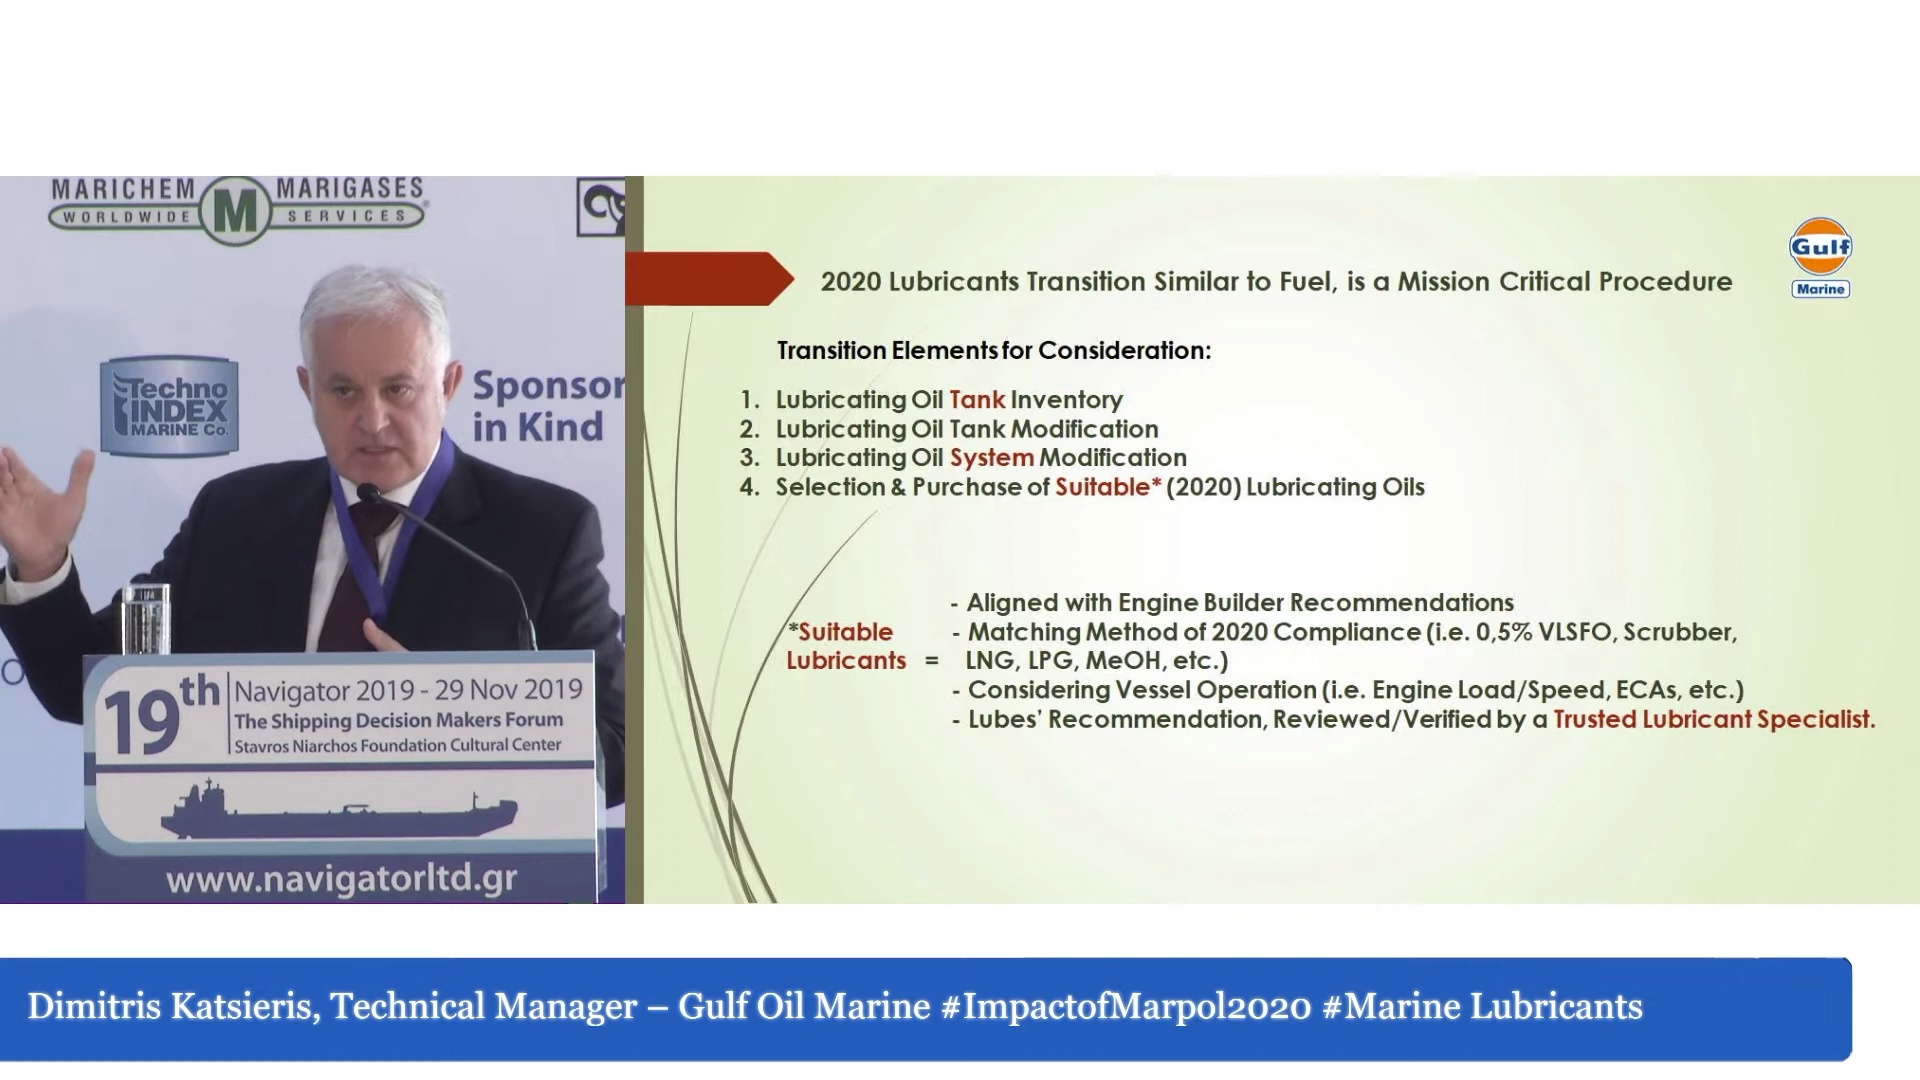 MARICHEM MARIGASES
WORLDWIDE M SERVICES
Techno
INDEX
MARINE Co.
Sponsor
in Kind
19th
Navigator 2019 - 29 Nov 2019
The Shipping Decision Makers Forum
Stavros Niarchos Foundation Cultural Center
www.navigatorltd.gr
2020 Lubricants Transition Similar to Fuel, is a Mission Critical Procedure
Gulf
Marine
Transition Elements for Consideration:
1. Lubricating Oil Tank Inventory
2. Lubricating Oil Tank Modification
3. Lubricating Oil System Modification
4. Selection & Purchase of Suitable* (2020) Lubricating Oils
*Suitable
Lubricants =
- Aligned with Engine Builder Recommendations
- Matching Method of 2020 Compliance (i.e. 0,5% VLSFO, Scrubber,
LNG, LPG, MeOH, etc.)
- Considering Vessel Operation (i.e. Engine Load/Speed, ECAs, etc.)
- Lubes’ Recommendation, Reviewed/Verified by a Trusted Lubricant Specialist.
Dimitris Katsieris, Technical Manager – Gulf Oil Marine #ImpactofMarpol2020 #Marine Lubricants